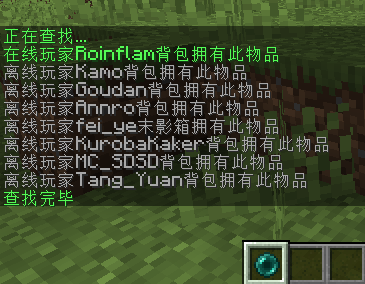 正在查找...
在线玩家Roinflam背包拥有此物品
离线玩家Kamo背包拥有此物品
离线玩家Goudan背包拥有此物品
离线玩家Annro背包拥有此物品
离线玩家fei_ye末影箱拥有此物品
离线玩家KurobaKaker背包拥有此物品
离线玩家MC_SDSD背包拥有此物品
离线玩家Tang_Yuan背包拥有此物品
查找完毕